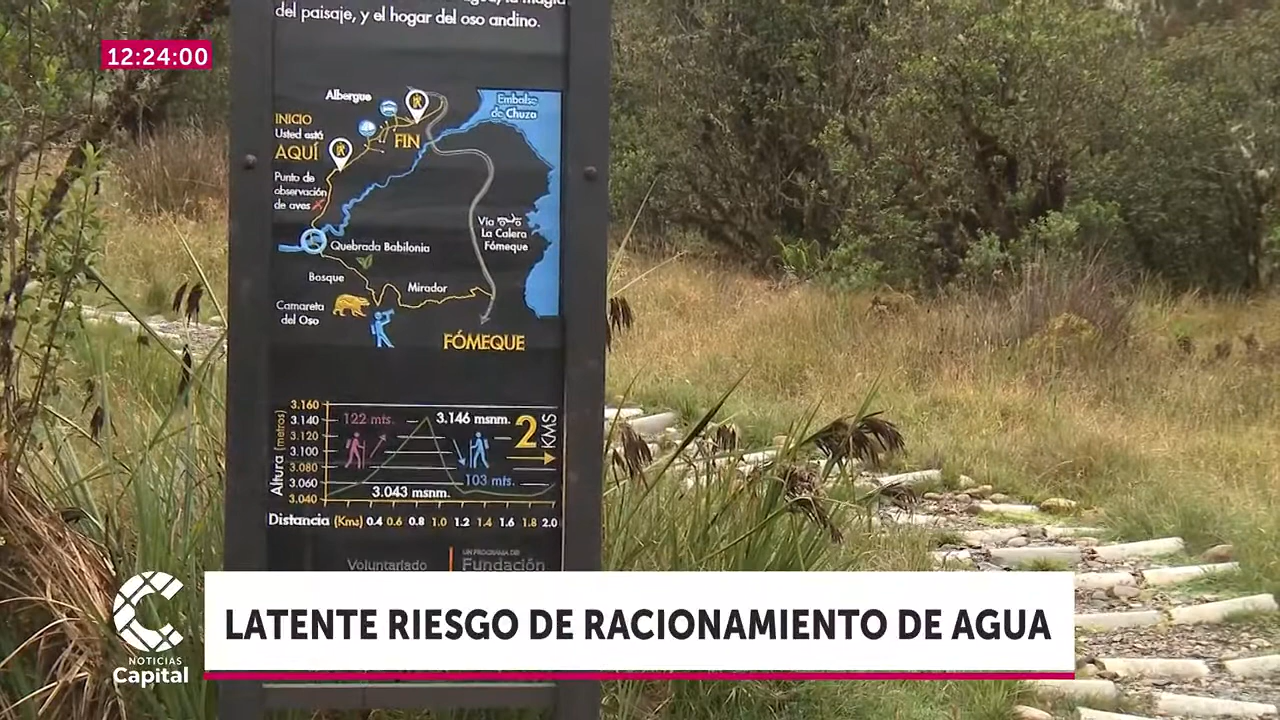 del paisaje, y el hogar del oso andino.
12:24:00
Albergue
Embalse
de Chuza
INICIO
Usted está
AQUÍ
FIN
Punto de
observación
de aves
Vía
La Calera
Fómeque
Quebrada Babilonia
Bosque
Mirador
Camareta
del Oso
FÓMEQUE
Altura (metros)
3.160
3.140
3.120
3.100
3.080
3.060
3.040
122 mts.
3.146 msnm.
2 KMS
103 mts.
3.043 msnm.
Distancia (Kms) 0.4 0.6 0.8 1.0 1.2 1.4 1.6 1.8 2.0
Voluntariado
UN PROGRAMA DE:
Fundación
LATENTE RIESGO DE RACIONAMIENTO DE AGUA
NOTICIAS
Capital